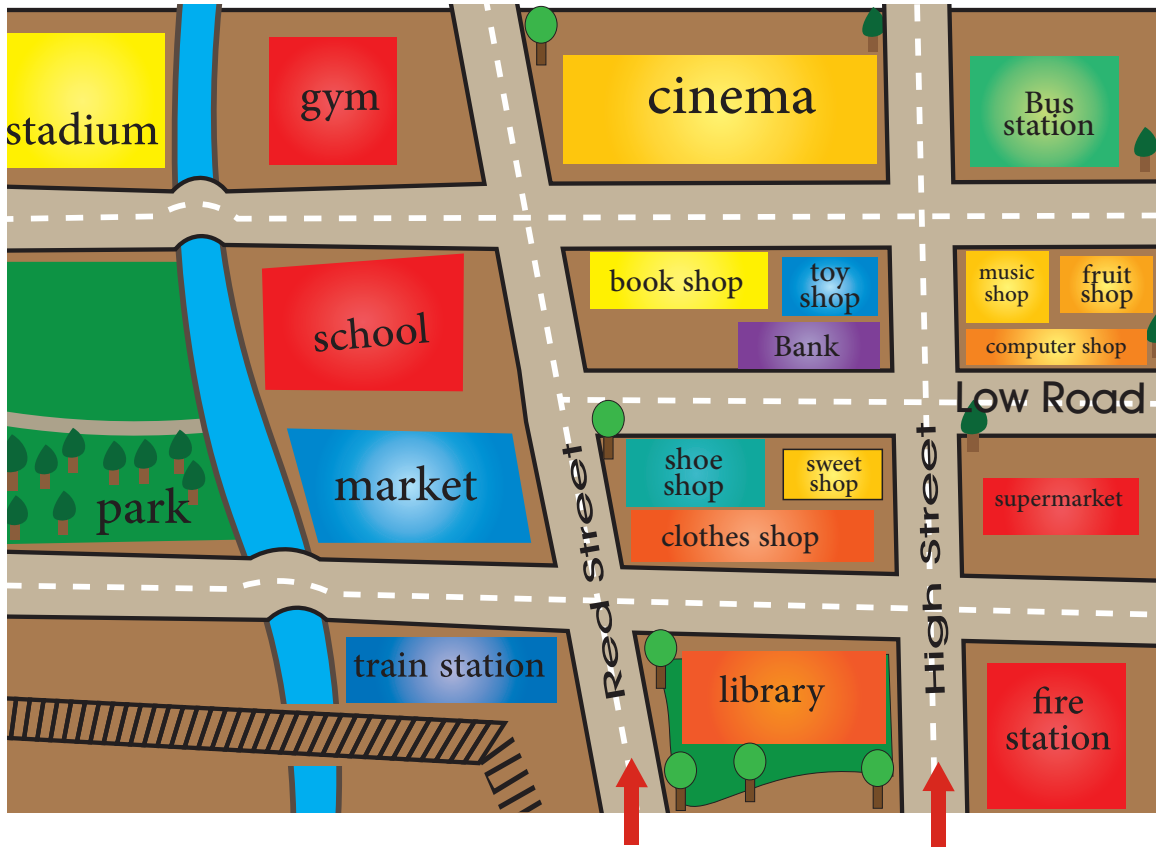 stadium
gym
cinema
Bus
station
book shop
toy
shop
Bank
music
shop
fruit
shop
computer shop
school
Low Road
market
park
shoe
shop
sweet
shop
clothes shop
supermarket
Red Street
High Street
train station
library
fire
station